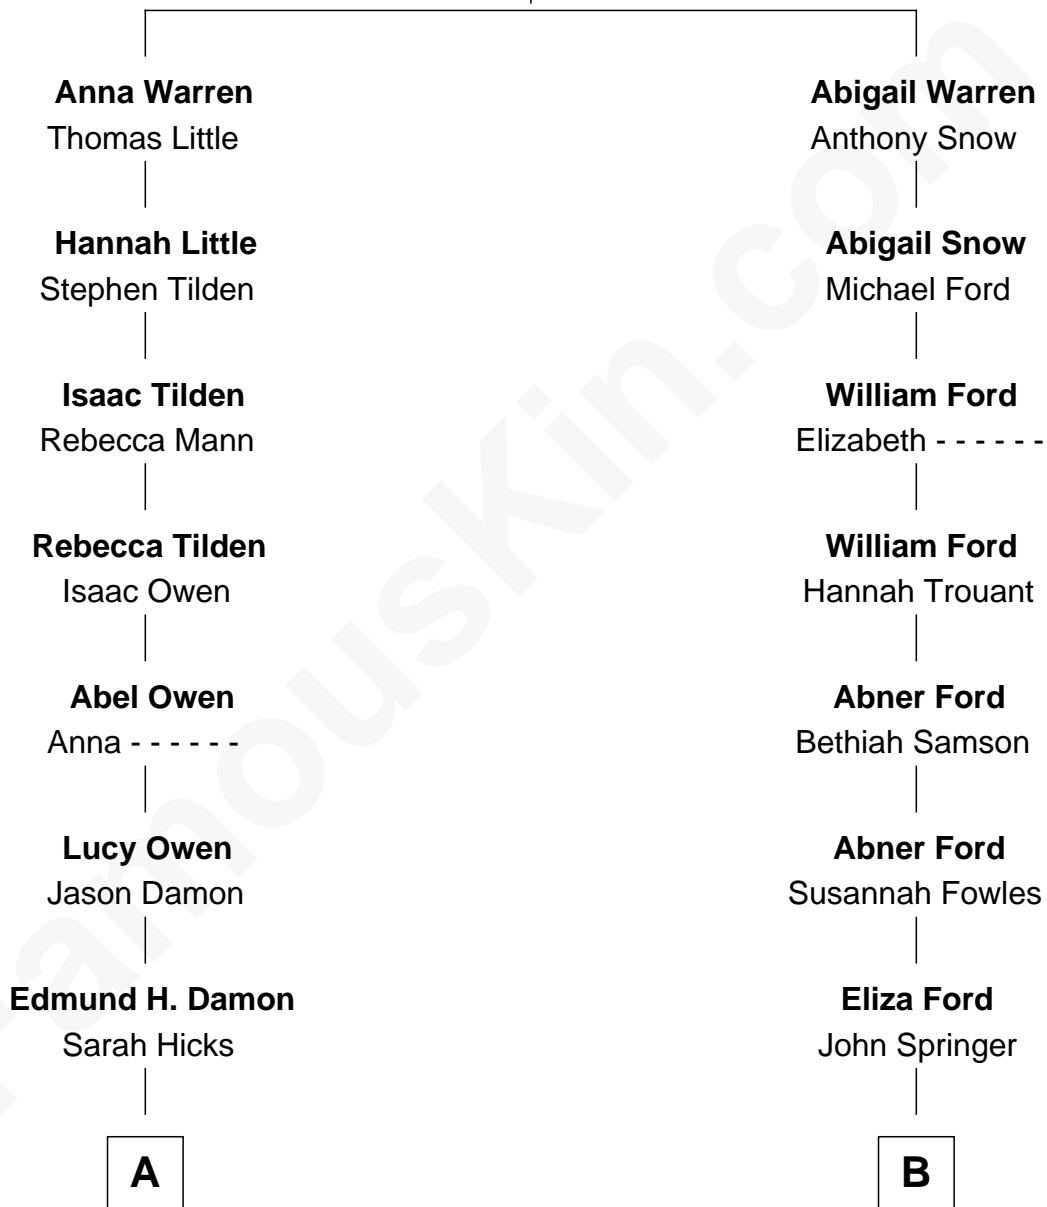 Anna Warren
Thomas Little
Hannah Little
Stephen Tilden
Isaac Tilden
Rebecca Mann
Rebecca Tilden
Isaac Owen
Abel Owen
Anna - - - - - -
Lucy Owen
Jason Damon
Edmund H. Damon
Sarah Hicks
A
Abigail Warren
Anthony Snow
Abigail Snow
Michael Ford
William Ford
Elizabeth - - - - - -
William Ford
Hannah Trouant
Abner Ford
Bethiah Samson
Abner Ford
Susannah Fowles
Eliza Ford
John Springer
B
FamousKin.com